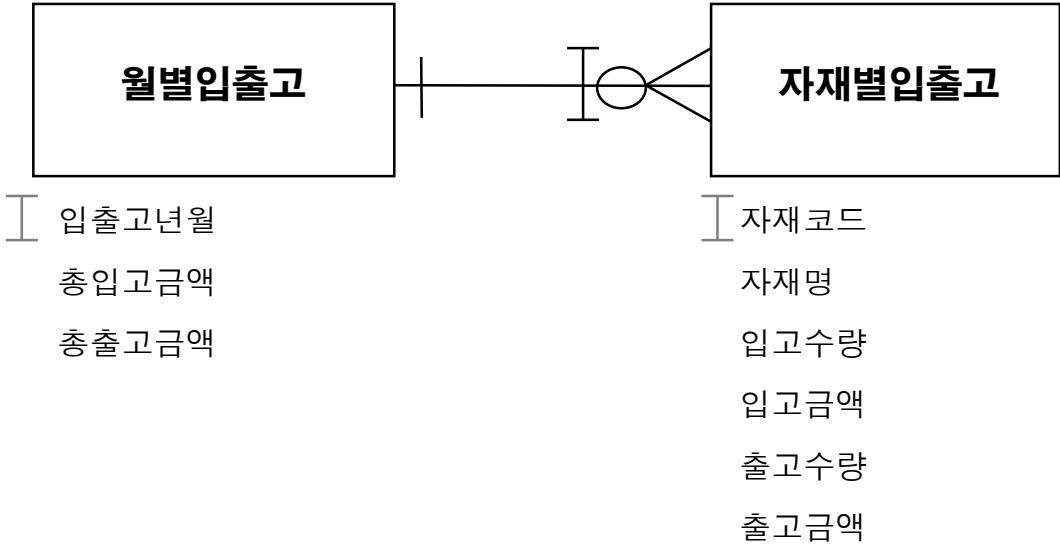 월별입출고
자재별입출고
입출고년월
총입고금액
총출고금액
자재코드
자재명
입고수량
입고금액
출고수량
출고금액